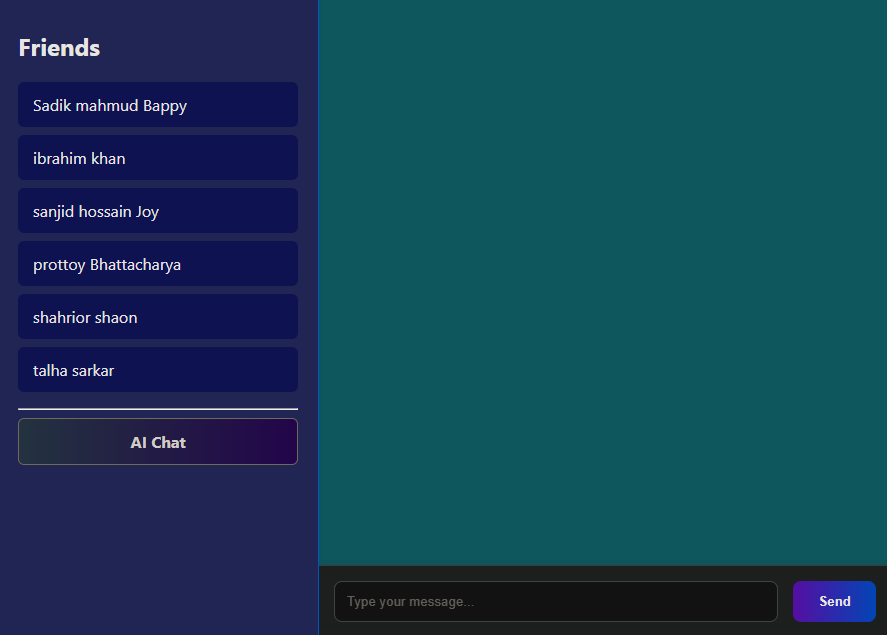 Friends
Sadik mahmud Bappy
ibrahim khan
sanjid hossain Joy
prottoy Bhattacharya
shahrior shaon
talha sarkar
AI Chat
Type your message...
Send